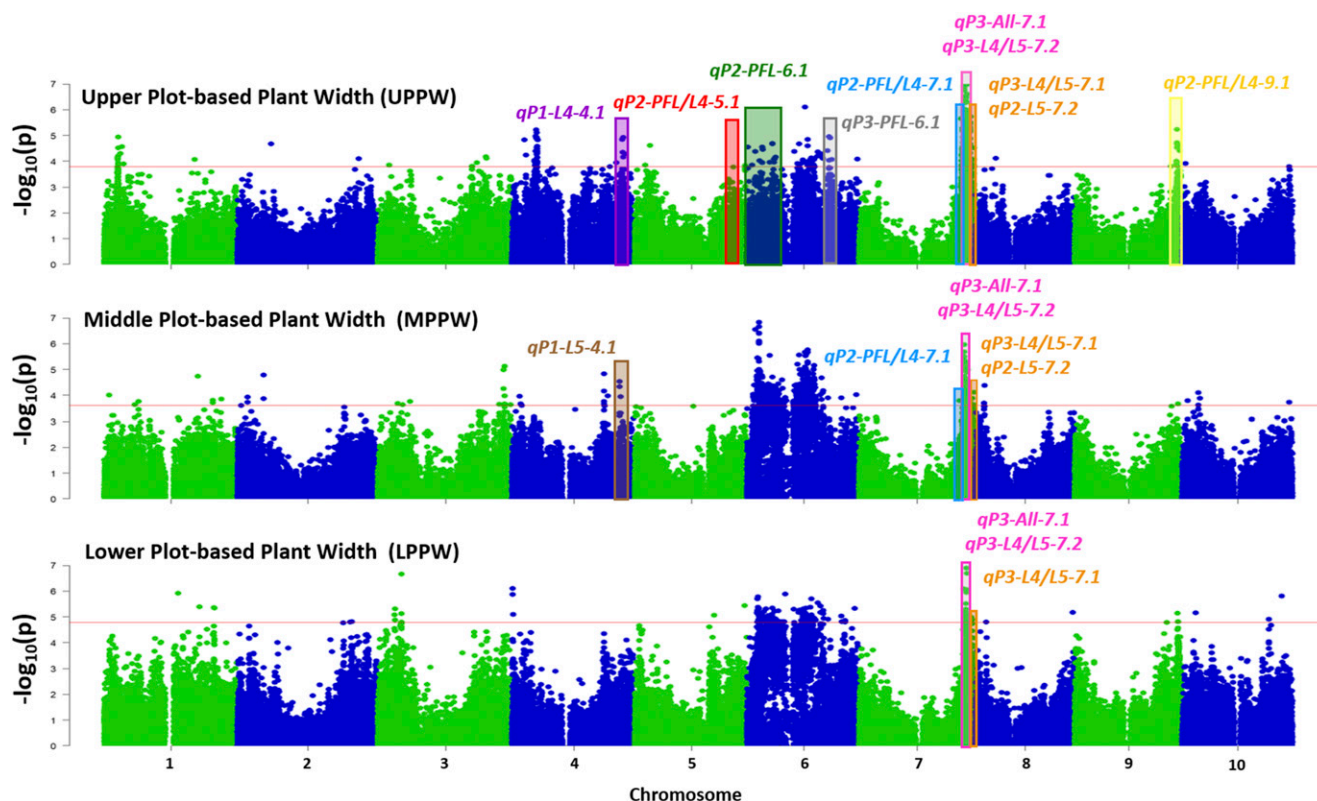 qP3-All-7.1
qP3-L4/L5-7.2
qP2-PFL-6.1
Upper Plot-based Plant Width (UPPW)
qP1-L4-4.1
qP2-PFL/L4-5.1
qP3-PFL-6.1
qP2-PFL/L4-7.1
qP3-L4/L5-7.1
qP2-L5-7.2
qP2-PFL/L4-9.1
-log10(p)
7
6
5
4
3
2
1
0
qP3-All-7.1
qP3-L4/L5-7.2
Middle Plot-based Plant Width (MPPW)
qP1-L5-4.1
qP2-PFL/L4-7.1
qP3-L4/L5-7.1
qP2-L5-7.2
-log10(p)
7
6
5
4
3
2
1
0
qP3-All-7.1
qP3-L4/L5-7.2
Lower Plot-based Plant Width (LPPW)
qP3-L4/L5-7.1
-log10(p)
7
6
5
4
3
2
1
0
1 2 3 4 5 6 7 8 9 10
Chromosome